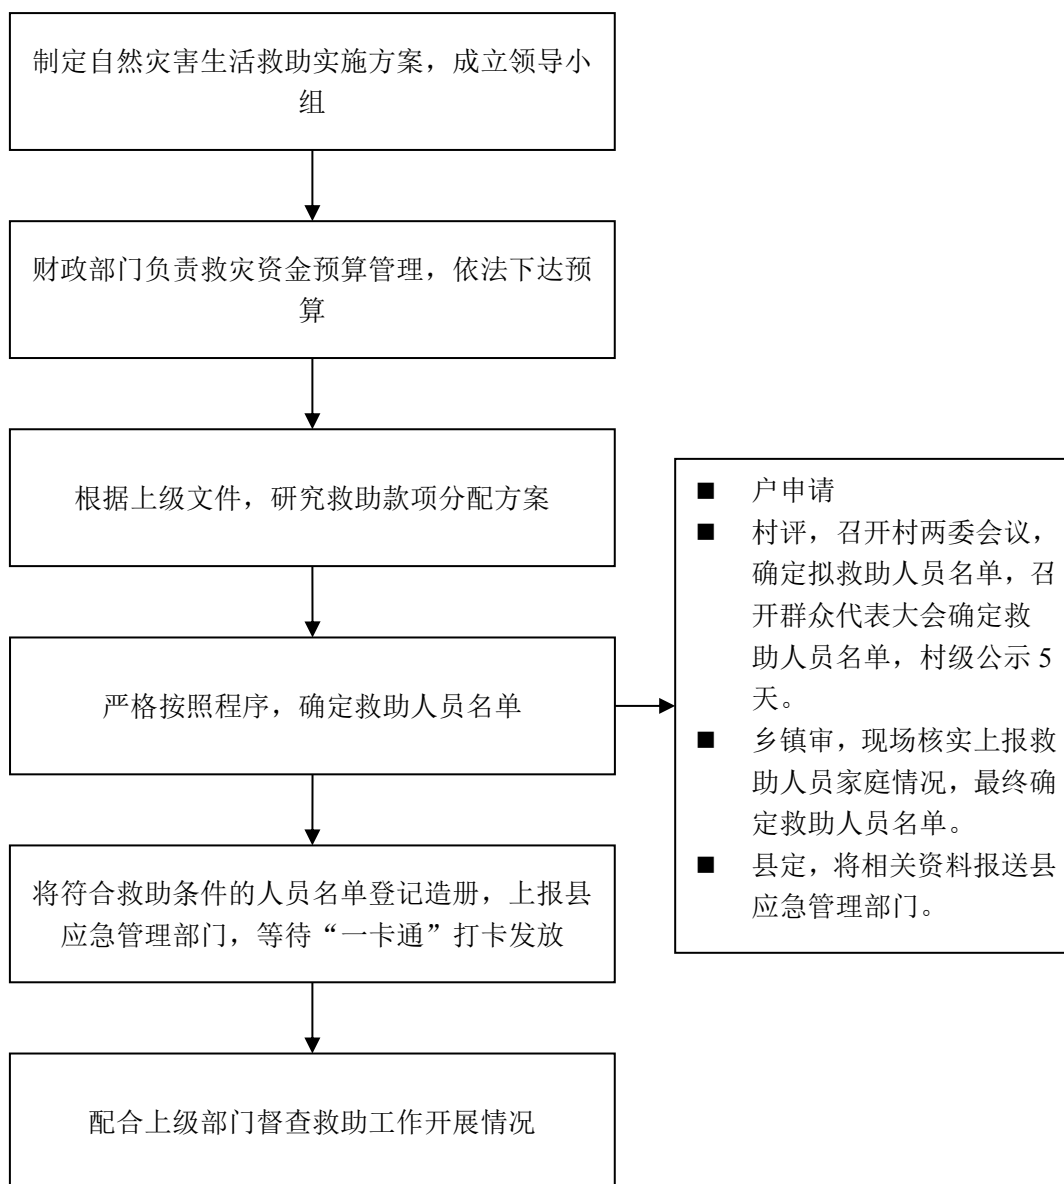 制定自然灾害生活救助实施方案，成立领导小
组
财政部门负责救灾资金预算管理，依法下达预
算
根据上级文件，研究救助款项分配方案
严格按照程序，确定救助人员名单
■ 户申请
■ 村评，召开村两委会议，
确定拟救助人员名单，召
开群众代表大会确定救
助人员名单，村级公示 5
天。
■ 乡镇审，现场核实上报救
助人员家庭情况，最终确
定救助人员名单。
■ 县定，将相关资料报送县
应急管理部门。
将符合救助条件的人员名单登记造册，上报县
应急管理部门，等待“一卡通”打卡发放
配合上级部门督查救助工作开展情况